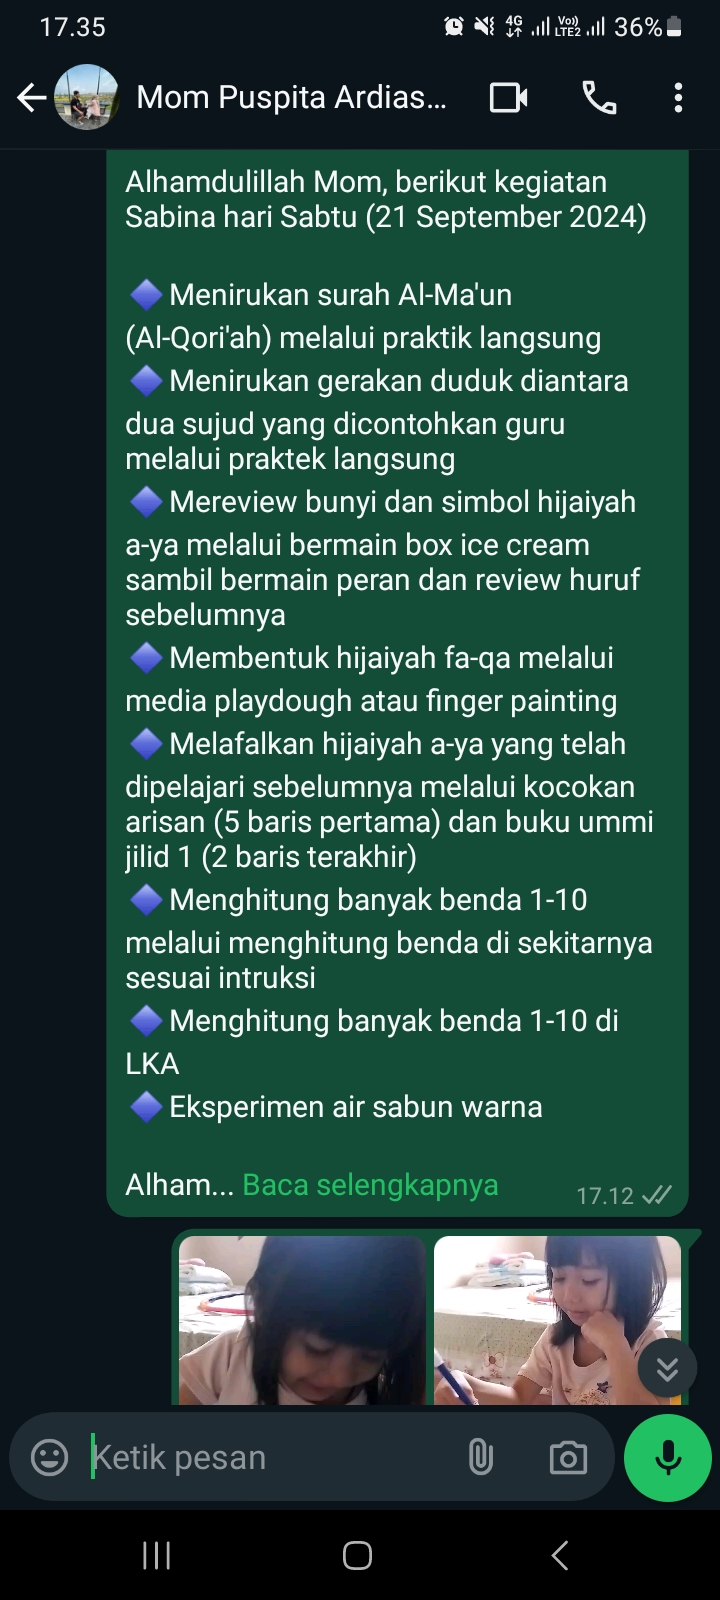 17.35
4G
Vo))
LTE2
36%
Mom Puspita Ardias...
Alhamdulillah Mom, berikut kegiatan
Sabina hari Sabtu (21 September 2024)
Menirukan surah Al-Ma'un
(Al-Qori'ah) melalui praktik langsung
Menirukan gerakan duduk diantara
dua sujud yang dicontohkan guru
melalui praktek langsung
Mereview bunyi dan simbol hijaiyah
a-ya melalui bermain box ice cream
sambil bermain peran dan review huruf
sebelumnya
Membentuk hijaiyah fa-qa melalui
media playdough atau finger painting
Melafalkan hijaiyah a-ya yang telah
dipelajari sebelumnya melalui kocokan
arisan (5 baris pertama) dan buku ummi
jilid 1 (2 baris terakhir)
Menghitung banyak benda 1-10
melalui menghitung benda di sekitarnya
sesuai intruksi
Menghitung banyak benda 1-10 di
LKA
Eksperimen air sabun warna
Alham... Baca selengkapnya
17.12
Ketik pesan